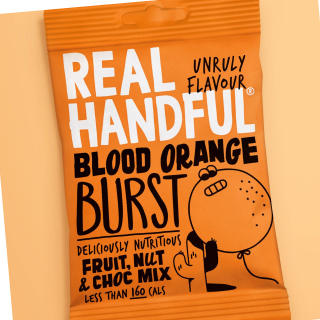 UNRULY
FLAVOUR
REAL
HANDFUL®
BLOOD ORANGE
BURST
DELICIOUSLY NUTRITIOUS
FRUIT, NUT
& CHOC MIX
LESS THAN 160 CALS